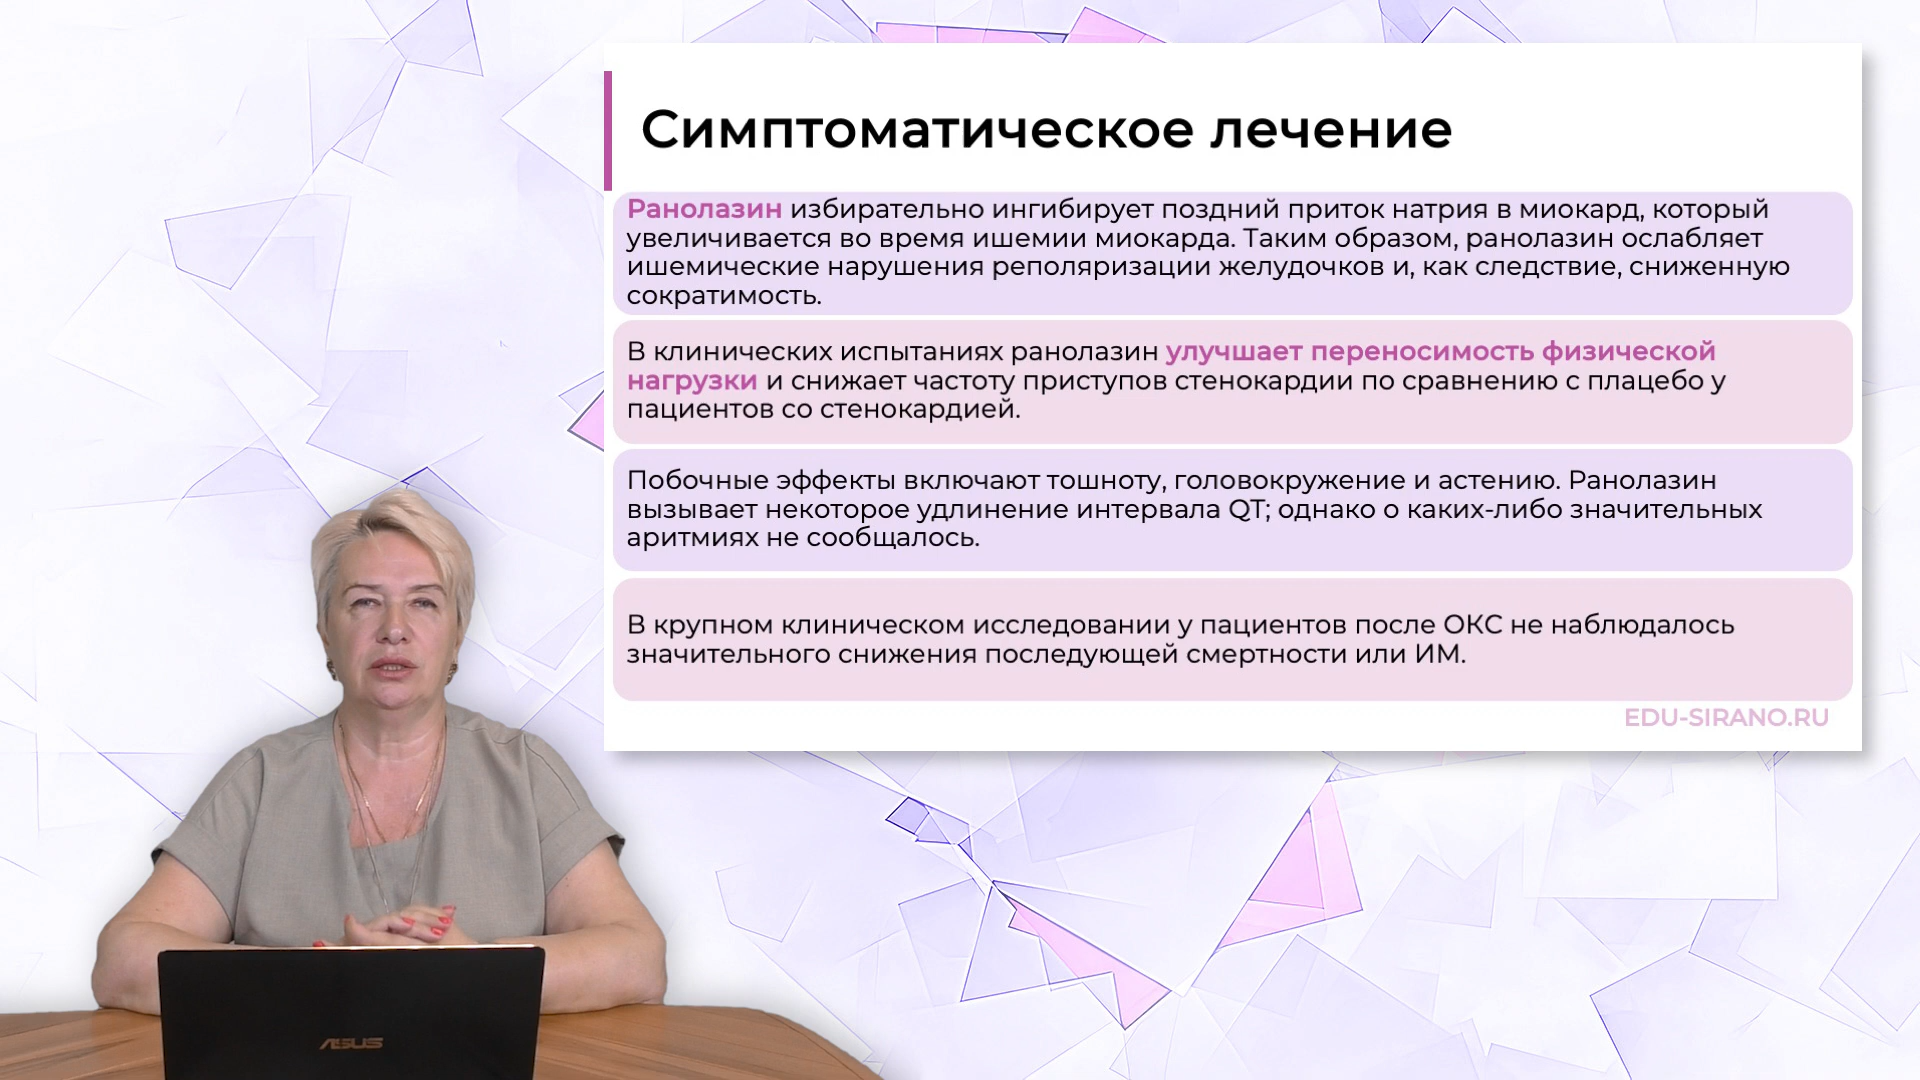 Симптоматическое лечение
Ранолазин избирательно ингибирует поздний приток натрия в миокард, который
увеличивается во время ишемии миокарда. Таким образом, ранолазин ослабляет
ишемические нарушения реполяризации желудочков и, как следствие, сниженную
сократимость.
В клинических испытаниях ранолазин улучшает переносимость физической
нагрузки и снижает частоту приступов стенокардии по сравнению с плацебо у
пациентов со стенокардией.
Побочные эффекты включают тошноту, головокружение и астению. Ранолазин
вызывает некоторое удлинение интервала QT; однако о каких-либо значительных
аритмиях не сообщалось.
В крупном клиническом исследовании у пациентов после ОКС не наблюдалось
значительного снижения последующей смертности или ИМ.
EDU-SIRANO.RU
ASUS